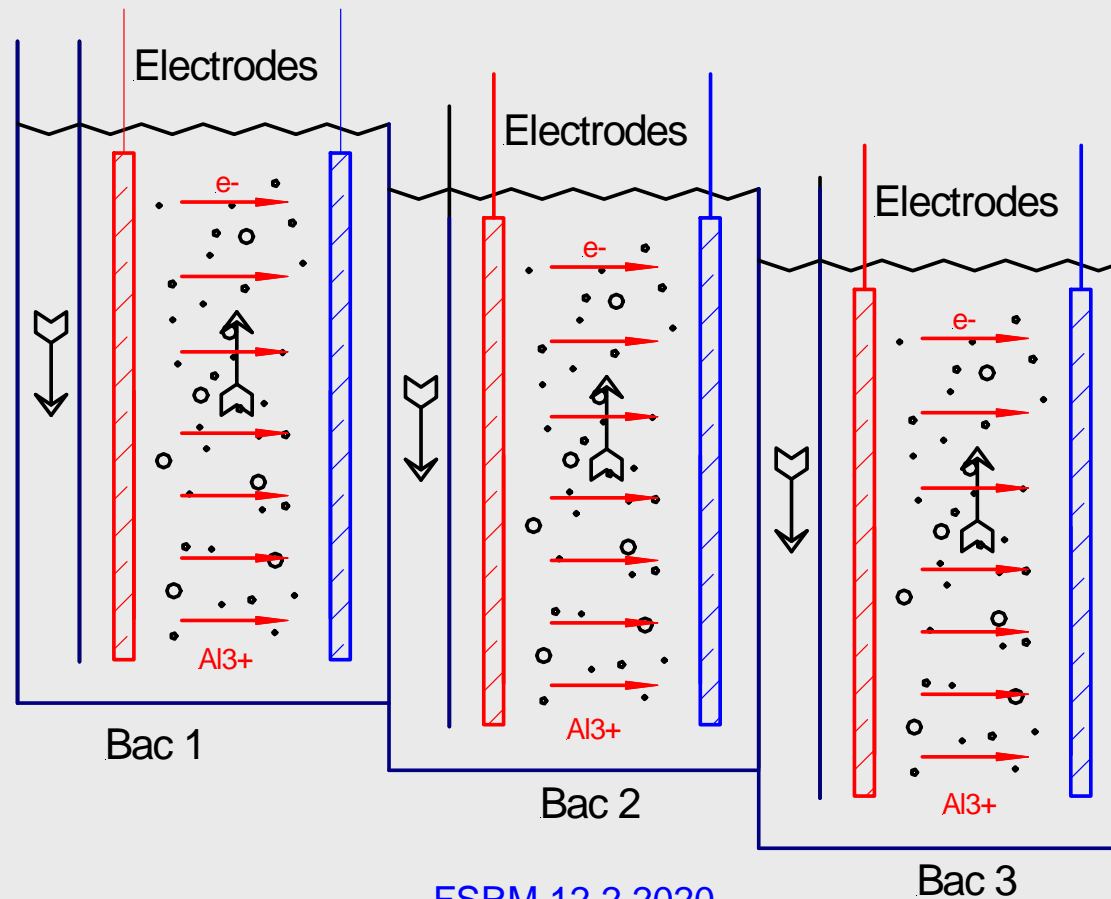 Electrodes
e-
Al3+
Bac 1
Electrodes
e-
Al3+
Bac 2
Electrodes
e-
Al3+
Bac 3